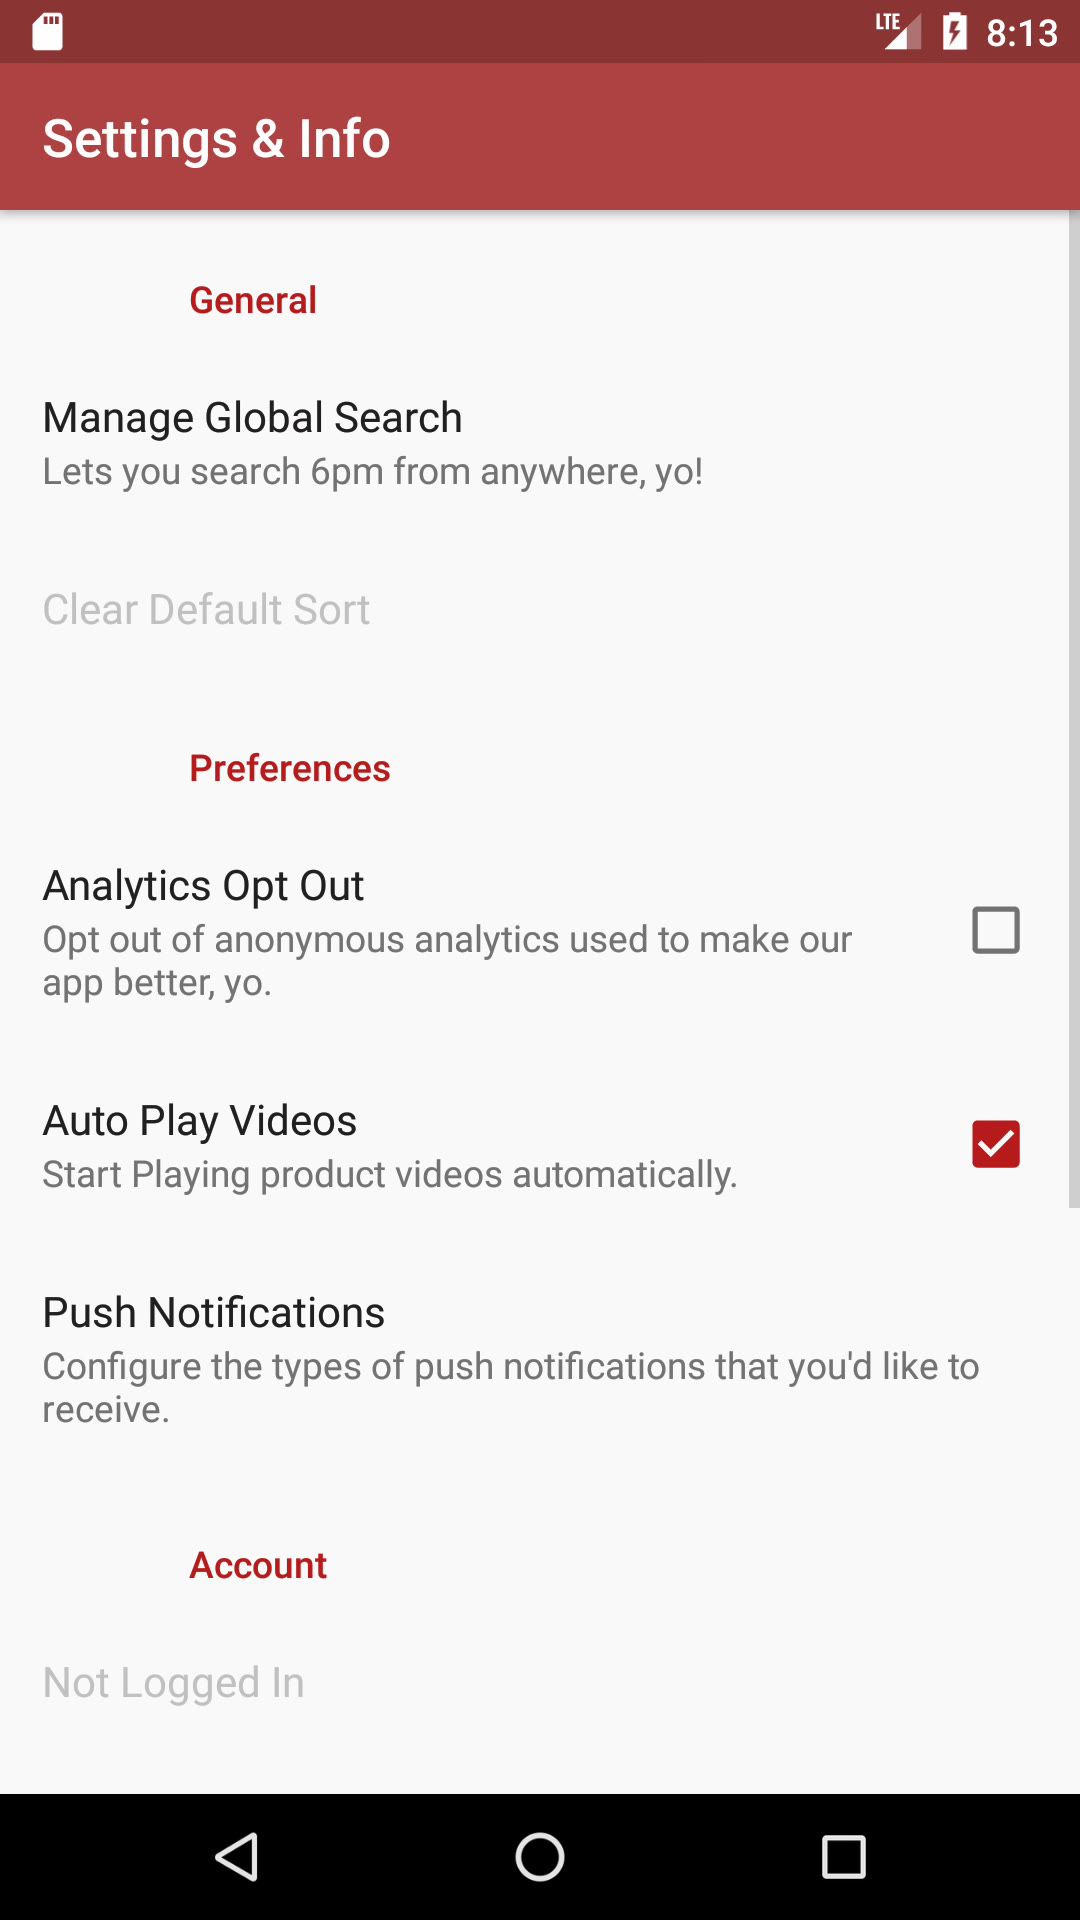 LTE 8:13
Settings & Info
General
Manage Global Search
Lets you search 6pm from anywhere, yo!
Clear Default Sort
Preferences
Analytics Opt Out
Opt out of anonymous analytics used to make our
app better, yo.
Auto Play Videos
Start Playing product videos automatically.
Push Notifications
Configure the types of push notifications that you'd like to
receive.
Account
Not Logged In